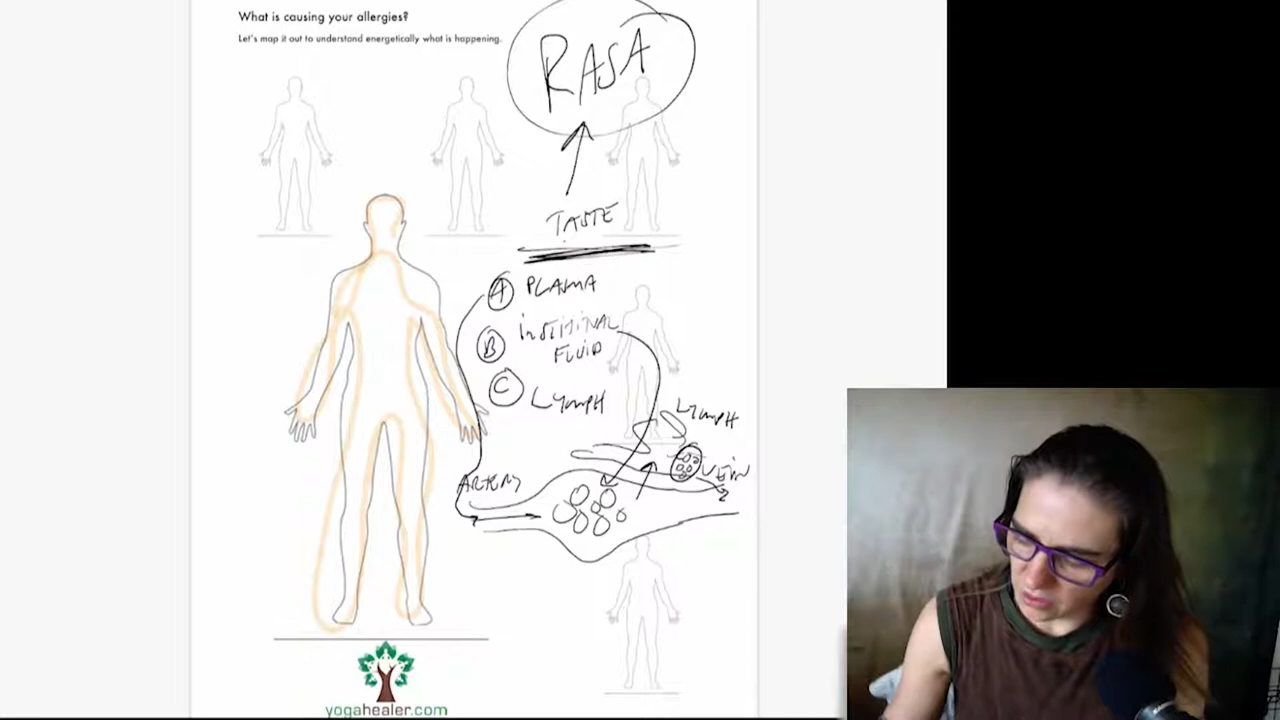 What is causing your allergies?
Let's map it out to understand energetically what is happening.
RASA
TASTE
A PLASMA
B INSTITINAL
FLUID
C LYMPH
LYMPH
VEIN
ARTERY
yogahealer.com